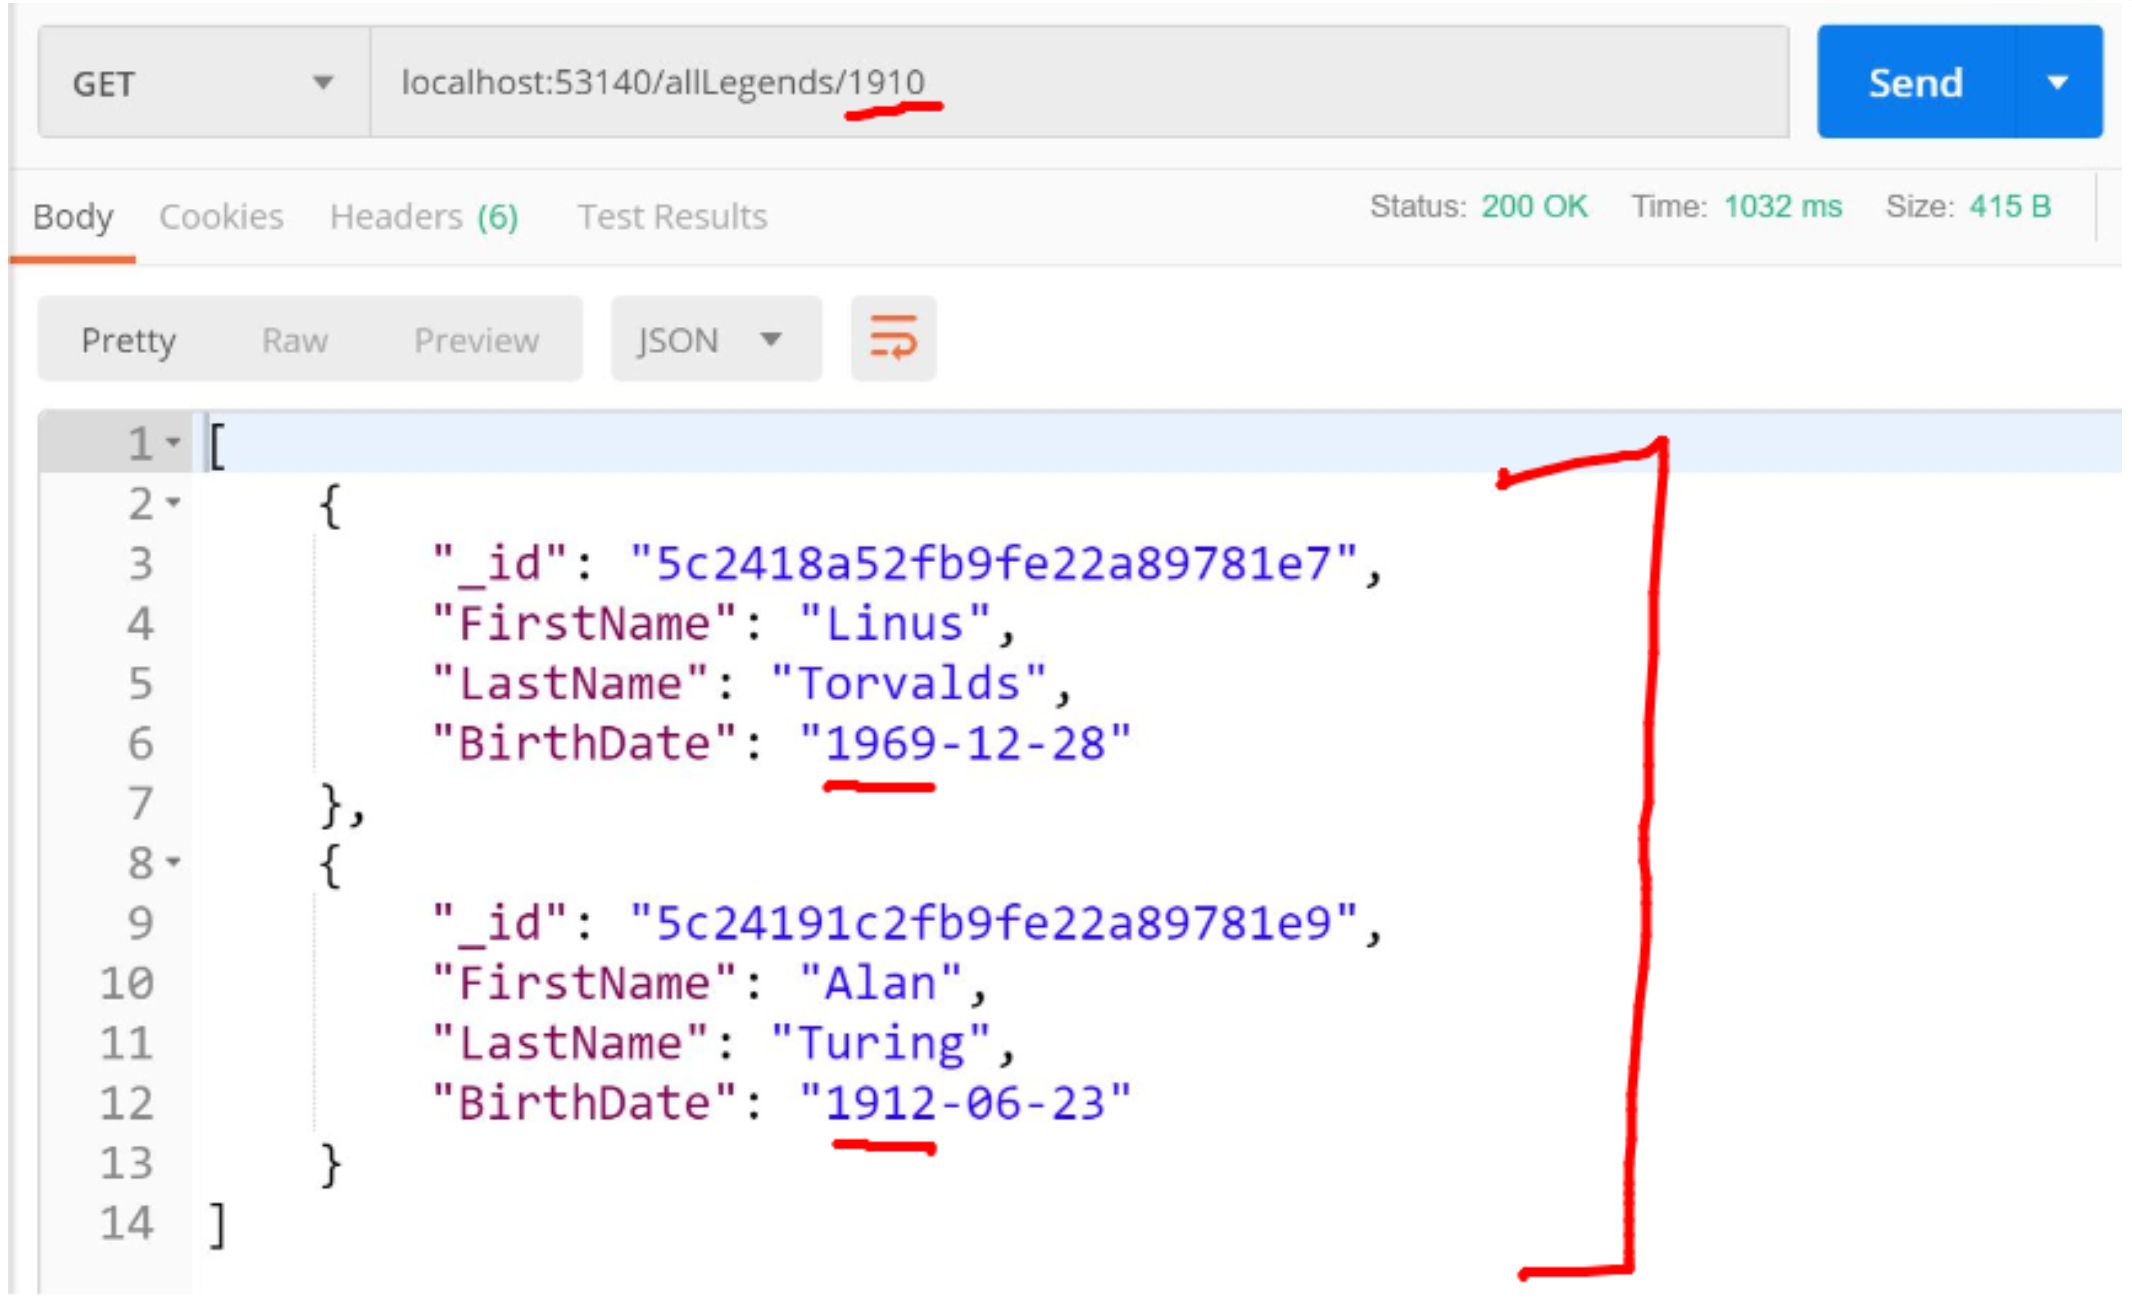 GET localhost:53140/allLegends/1910 Send
Body Cookies Headers (6) Test Results Status: 200 OK Time: 1032 ms Size: 415 B
Pretty Raw Preview JSON
1 [
2 {
3 "_id": "5c2418a52fb9fe22a89781e7",
4 "FirstName": "Linus",
5 "LastName": "Torvalds",
6 "BirthDate": "1969-12-28"
7 },
8 {
9 "_id": "5c24191c2fb9fe22a89781e9",
10 "FirstName": "Alan",
11 "LastName": "Turing",
12 "BirthDate": "1912-06-23"
13 }
14 ]